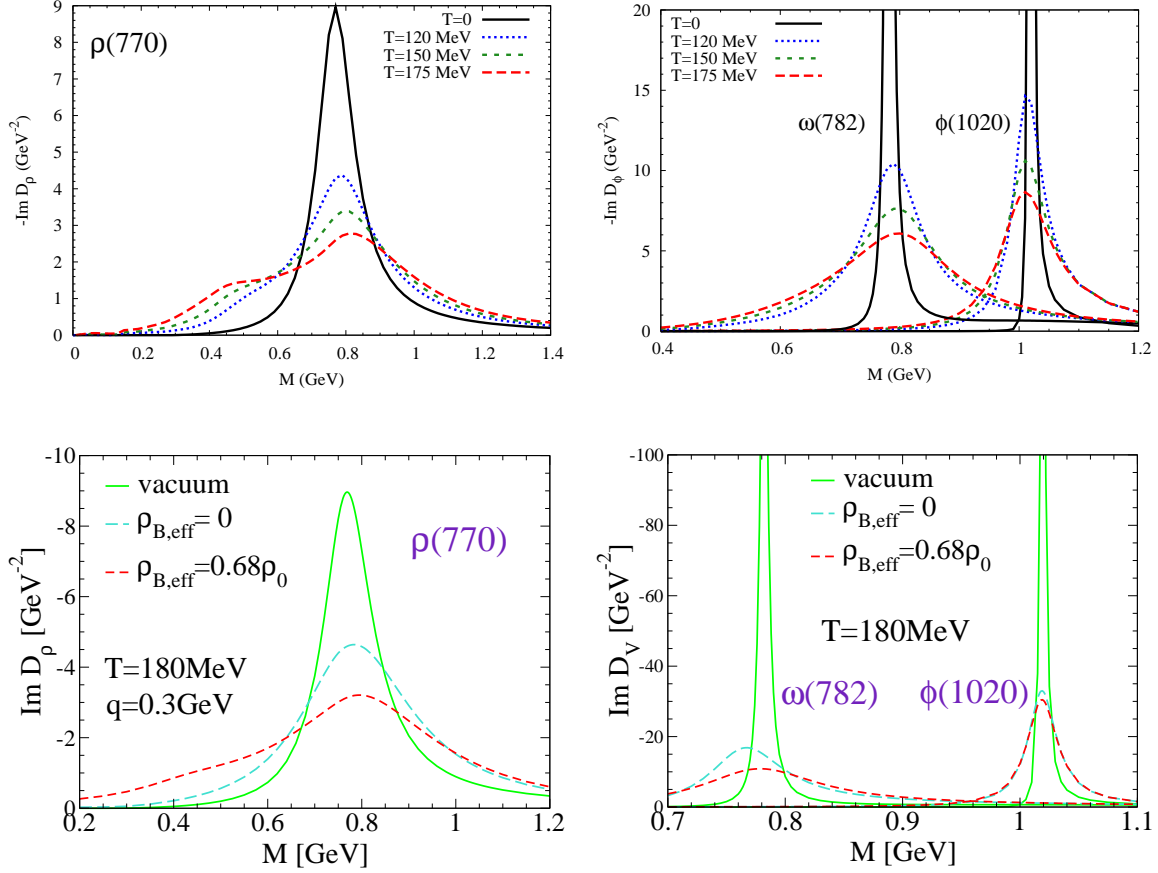 ρ(770)
T=0
T=120 MeV
T=150 MeV
T=175 MeV
-Im D_ρ (GeV^-2)
9
8
7
6
5
4
3
2
1
0
0 0.2 0.4 0.6 0.8 1 1.2 1.4
M (GeV)
T=0
T=120 MeV
T=150 MeV
T=175 MeV
ω(782) ϕ(1020)
-Im D_ϕ (GeV^-2)
20
15
10
5
0
0.4 0.6 0.8 1 1.2
M (GeV)
vacuum
ρ_B,eff= 0
ρ_B,eff=0.68ρ_0
ρ(770)
T=180MeV
q=0.3GeV
Im D_ρ [GeV^-2]
-10
-8
-6
-4
-2
0
0.2 0.4 0.6 0.8 1 1.2
M [GeV]
vacuum
ρ_B,eff= 0
ρ_B,eff=0.68ρ_0
T=180MeV
ω(782) ϕ(1020)
Im D_V [GeV^-2]
-100
-80
-60
-40
-20
0
0.7 0.8 0.9 1 1.1
M [GeV]